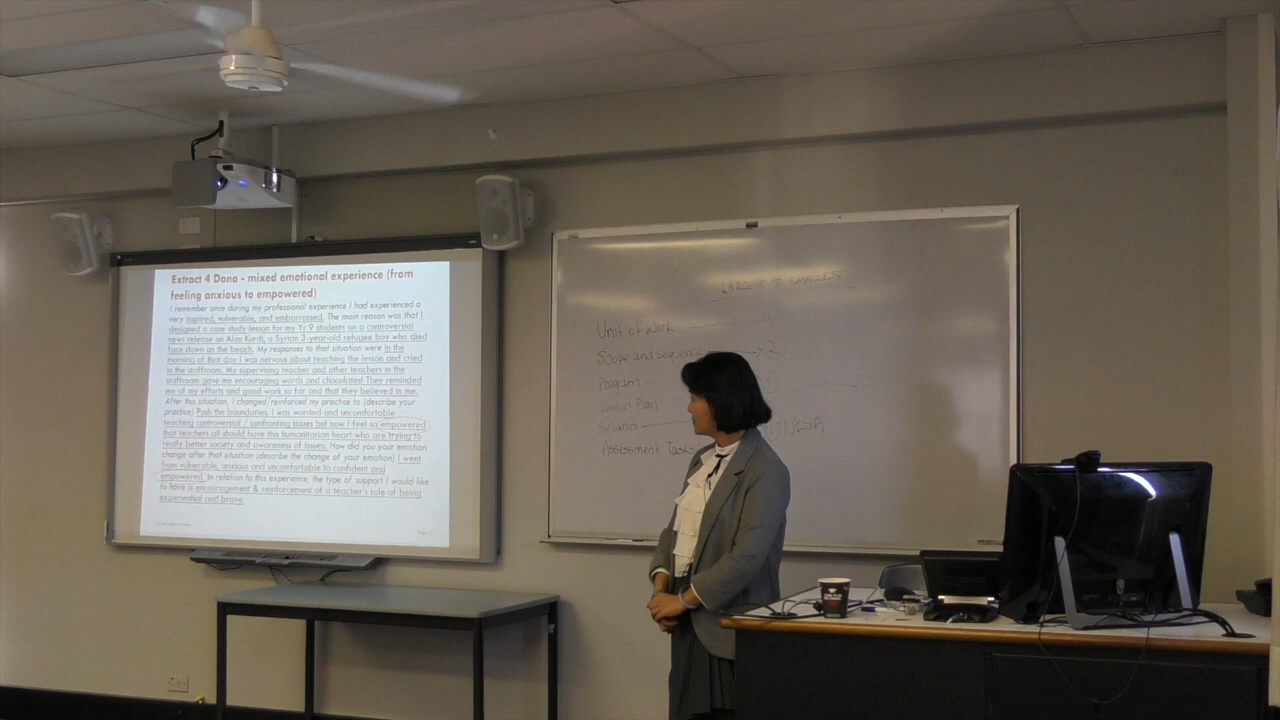 Extract 4 Dana - mixed emotional experience (from
feeling anxious to empowered)
I remember once during my professional experience I had experienced a
very inspired, vulnerable, and embarrassed. The main reason was that I
designed a case study lesson for my Yr 9 students on a controversial
news release on Alan Kurdi, a Syrian 3-year-old refugee boy who died
face down on the beach. My responses to that situation were In the
morning of that day I was nervous about teaching the lesson and cried
in the staffroom. My supervising teacher and other teachers in the
staffroom gave me encouraging words and chocolates! They reminded
me of my efforts and good work so far and that they believed in me.
After this situation, I changed/reinforced my practice to (describe your
practice) Push the boundaries. I was worried and uncomfortable
teaching controversial / confronting issues but now I feel so empowered
that teachers all should have this humanitarian heart who are trying to
really better society and awareness of issues. How did you your emotion
change after that situation (describe the change of your emotion) I went
from vulnerable, anxious and uncomfortable to confident and
empowered. In relation to this experience, the type of support I would like
to have is encouragement & reinforcement of a teacher's role of being
experiential and brave.
LARGEST to SMALLEST
Unit of Work
Scope and sequence 2
Program - 3
Lesson Plan
Syllabus NESA
Assessment Tasks